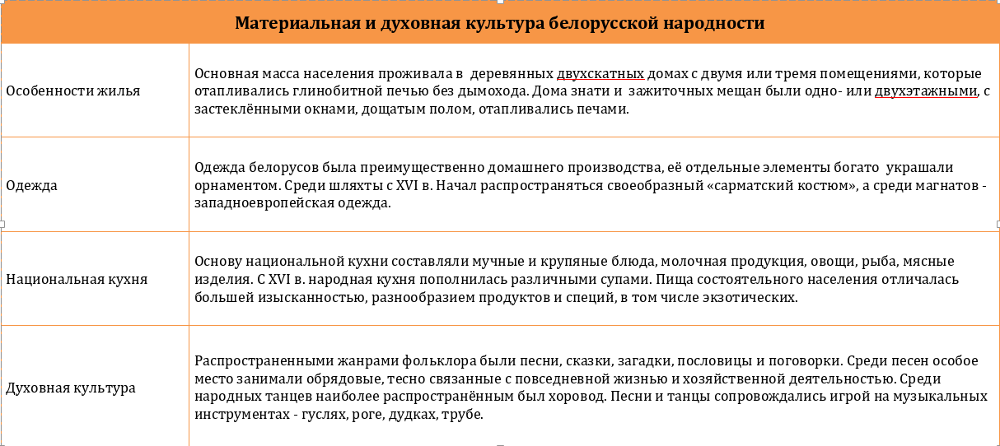 Материальная и духовная культура белорусской народности
Особенности жилья
Основная масса населения проживала в деревянных двухскатных домах с двумя или тремя помещениями, которые
отапливались глинобитной печью без дымохода. Дома знати и зажиточных мещан были одно- или двухэтажными, с
застеклёнными окнами, дощатым полом, отапливались печами.
Одежда
Одежда белорусов была преимущественно домашнего производства, её отдельные элементы богато украшали
орнаментом. Среди шляхты с XVI в. Начал распространяться своеобразный «сарматский костюм», а среди магнатов -
западноевропейская одежда.
Национальная кухня
Основу национальной кухни составляли мучные и крупяные блюда, молочная продукция, овощи, рыба, мясные
изделия. С XVI в. народная кухня пополнилась различными супами. Пища состоятельного населения отличалась
большей изысканностью, разнообразием продуктов и специй, в том числе экзотических.
Духовная культура
Распространенными жанрами фольклора были песни, сказки, загадки, пословицы и поговорки. Среди песен особое
место занимали обрядовые, тесно связанные с повседневной жизнью и хозяйственной деятельностью. Среди
народных танцев наиболее распространённым был хоровод. Песни и танцы сопровождались игрой на музыкальных
инструментах - гуслях, роге, дудках, трубе.